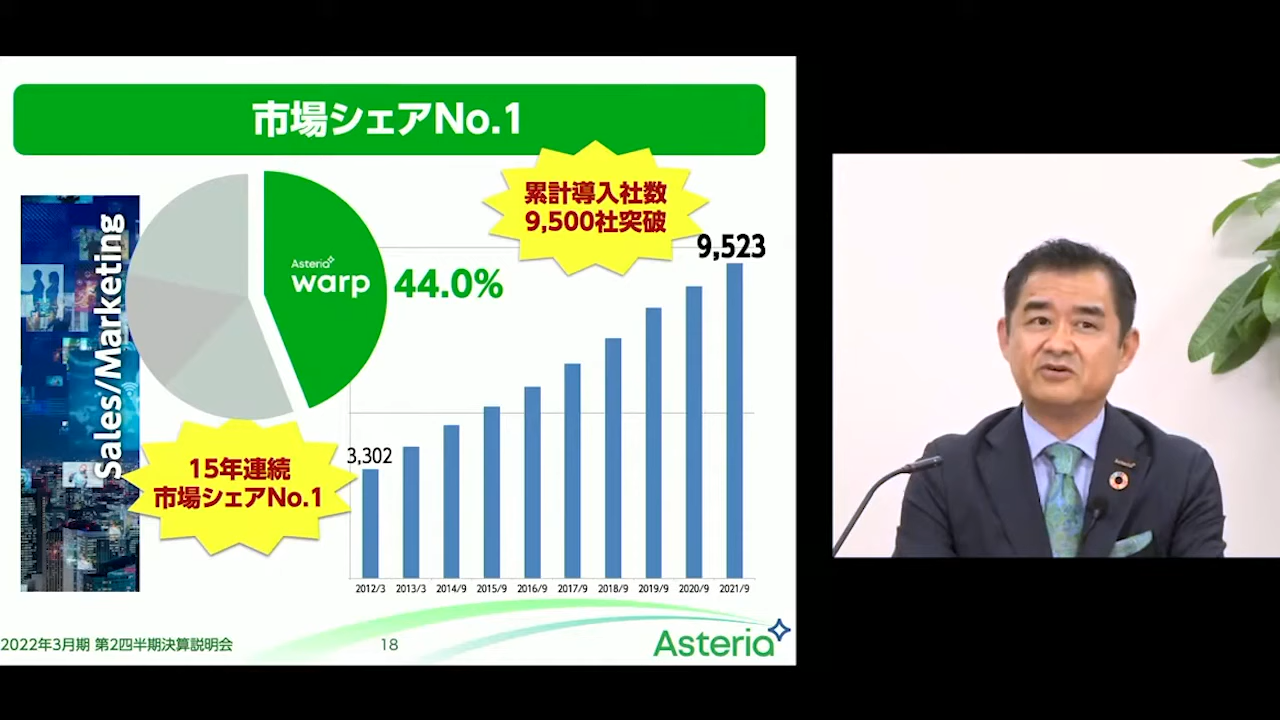 市場シェアNo.1
累計導入社数
9,500社突破
Sales/Marketing
Asteria
warp
44.0%
9,523
3,302
15年連続
市場シェアNo.1
2012/3 2013/3 2014/9 2015/9 2016/9 2017/9 2018/9 2019/9 2020/9 2021/9
2022年3月期 第2四半期決算説明会
18
Asteria